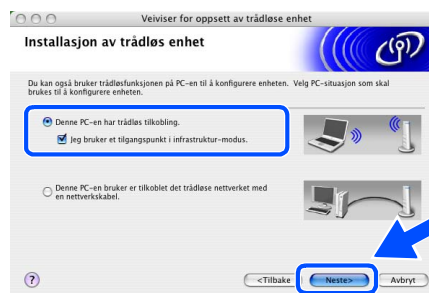 Veiviser for oppsett av trådløse enhet
Installasjon av trådløs enhet
Du kan også bruker trådløsfunksjonen på PC-en til å konfigurere enheten. Velg PC-situasjon som skal
brukes til å konfigurere enheten.
Denne PC-en har trådløs tilkobling.
Jeg bruker et tilgangspunkt i infrastruktur-modus.
Denne PC-en bruker er tilkoblet det trådløse nettverket med
en nettverkskabel.
?
<Tilbake
Neste>
Avbryt